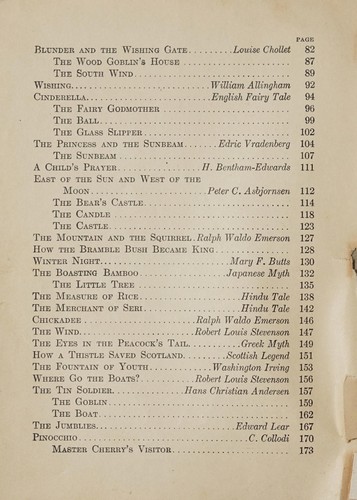 PAGE
BLUNDER AND THE WISHING GATE.........Louise Chollet 82
THE WOOD GOBLIN'S HOUSE................ 87
THE SOUTH WIND................ 89
WISHING................William Allingham 92
CINDERELLA................English Fairy Tale 94
THE FAIRY GODMOTHER................ 96
THE BALL................ 99
THE GLASS SLIPPER................ 102
THE PRINCESS AND THE SUNBEAM......Edric Vredenberg 104
THE SUNBEAM................ 107
A CHILD'S PRAYER................H. Bentham-Edwards 111
EAST OF THE SUN AND WEST OF THE
MOON................Peter C. Asbjornsen 112
THE BEAR'S CASTLE................ 114
THE CANDLE................ 118
THE CASTLE................ 123
THE MOUNTAIN AND THE SQUIRREL.Ralph Waldo Emerson 127
HOW THE BRAMBLE BUSH BECAME KING................ 128
WINTER NIGHT................Mary F. Butts 130
THE BOASTING BAMBOO................Japanese Myth 132
THE LITTLE TREE................ 135
THE MEASURE OF RICE................Hindu Tale 138
THE MERCHANT OF SERI................Hindu Tale 142
CHICKADEE................Ralph Waldo Emerson 146
THE WIND................Robert Louis Stevenson 147
THE EYES IN THE PEACOCK'S TAIL................Greek Myth 149
HOW A THISTLE SAVED SCOTLAND................Scottish Legend 151
THE FOUNTAIN OF YOUTH................Washington Irving 153
WHERE GO THE BOATS?................Robert Louis Stevenson 156
THE TIN SOLDIER................Hans Christian Andersen 157
THE GOBLIN................ 159
THE BOAT................ 162
THE JUMBLIES................Edward Lear 167
PINOCCHIO................C. Collodi 170
MASTER CHERRY'S VISITOR................ 173